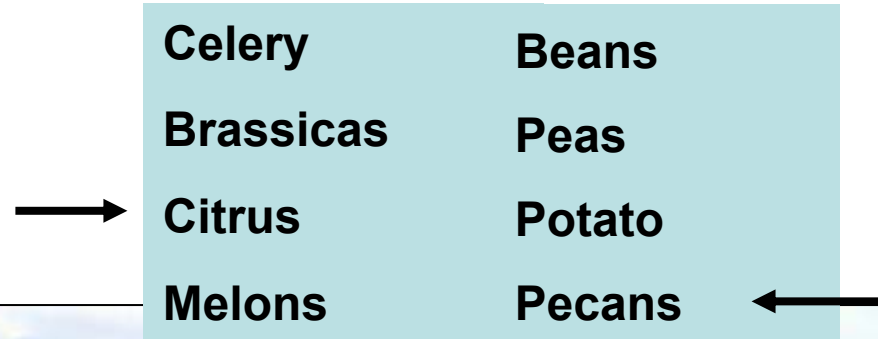 Celery
Brassicas
Citrus
Melons
Beans
Peas
Potato
Pecans